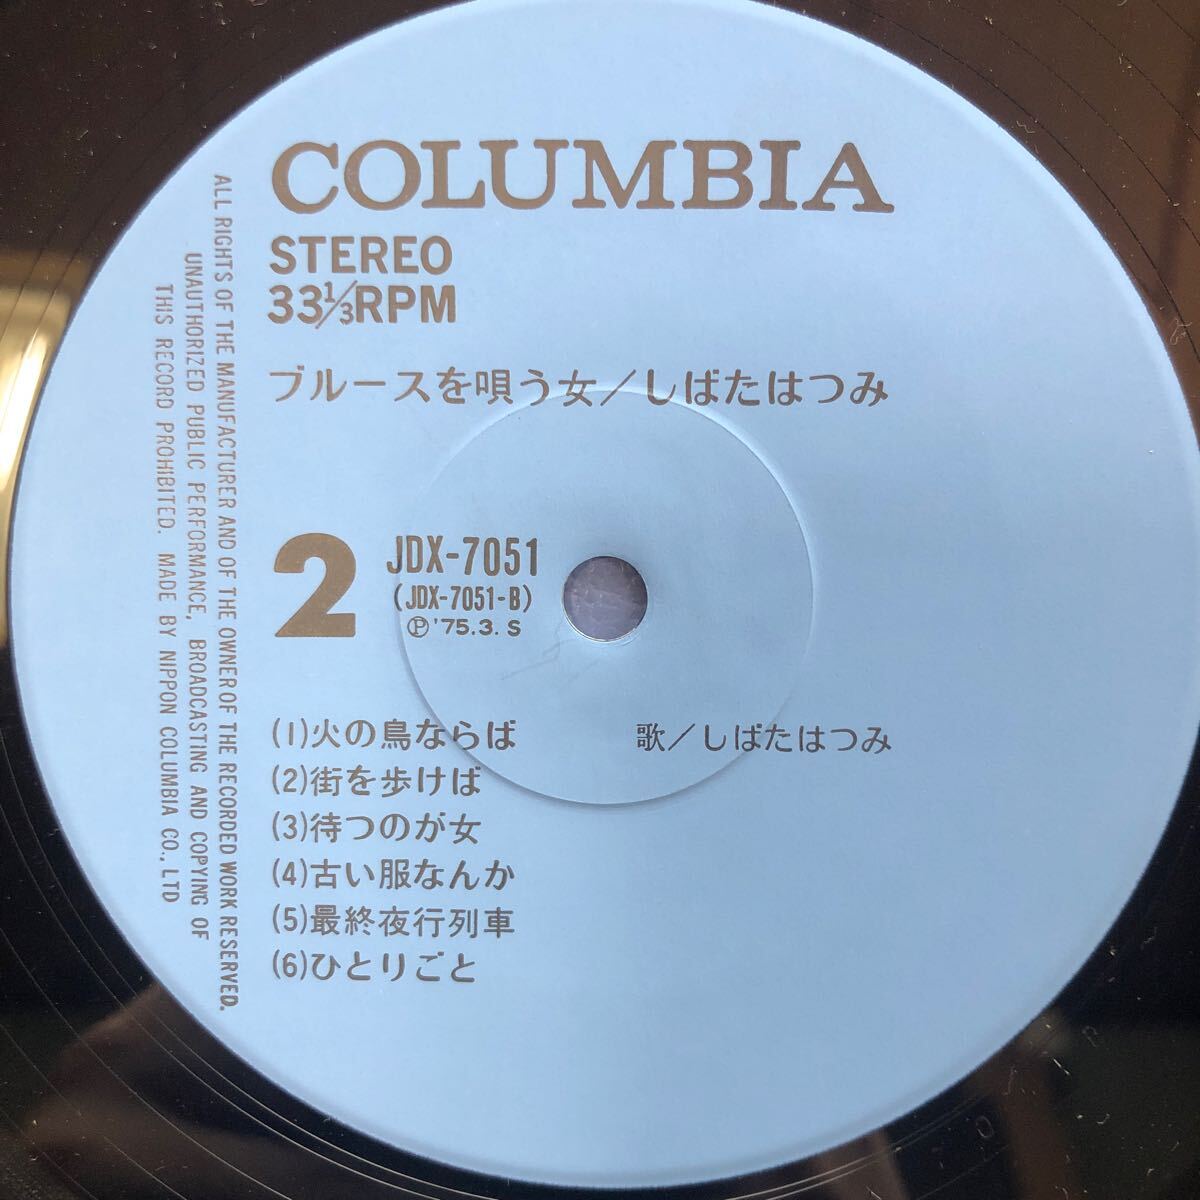 COLUMBIA
STEREO
33⅓RPM
ブルースを唄う女／しばたはつみ
2
JDX-7051
(JDX-7051-B)
Ⓟ'75.3. S
(1)火の鳥ならば 歌／しばたはつみ
(2)街を歩けば
(3)待つのが女
(4)古い服なんか
(5)最終夜行列車
(6)ひとりごと
ALL RIGHTS OF THE MANUFACTURER AND OF THE OWNER OF THE RECORDED WORK RESERVED.
UNAUTHORIZED PUBLIC PERFORMANCE, BROADCASTING AND COPYING OF
THIS RECORD PROHIBITED. MADE BY NIPPON COLUMBIA CO., LTD